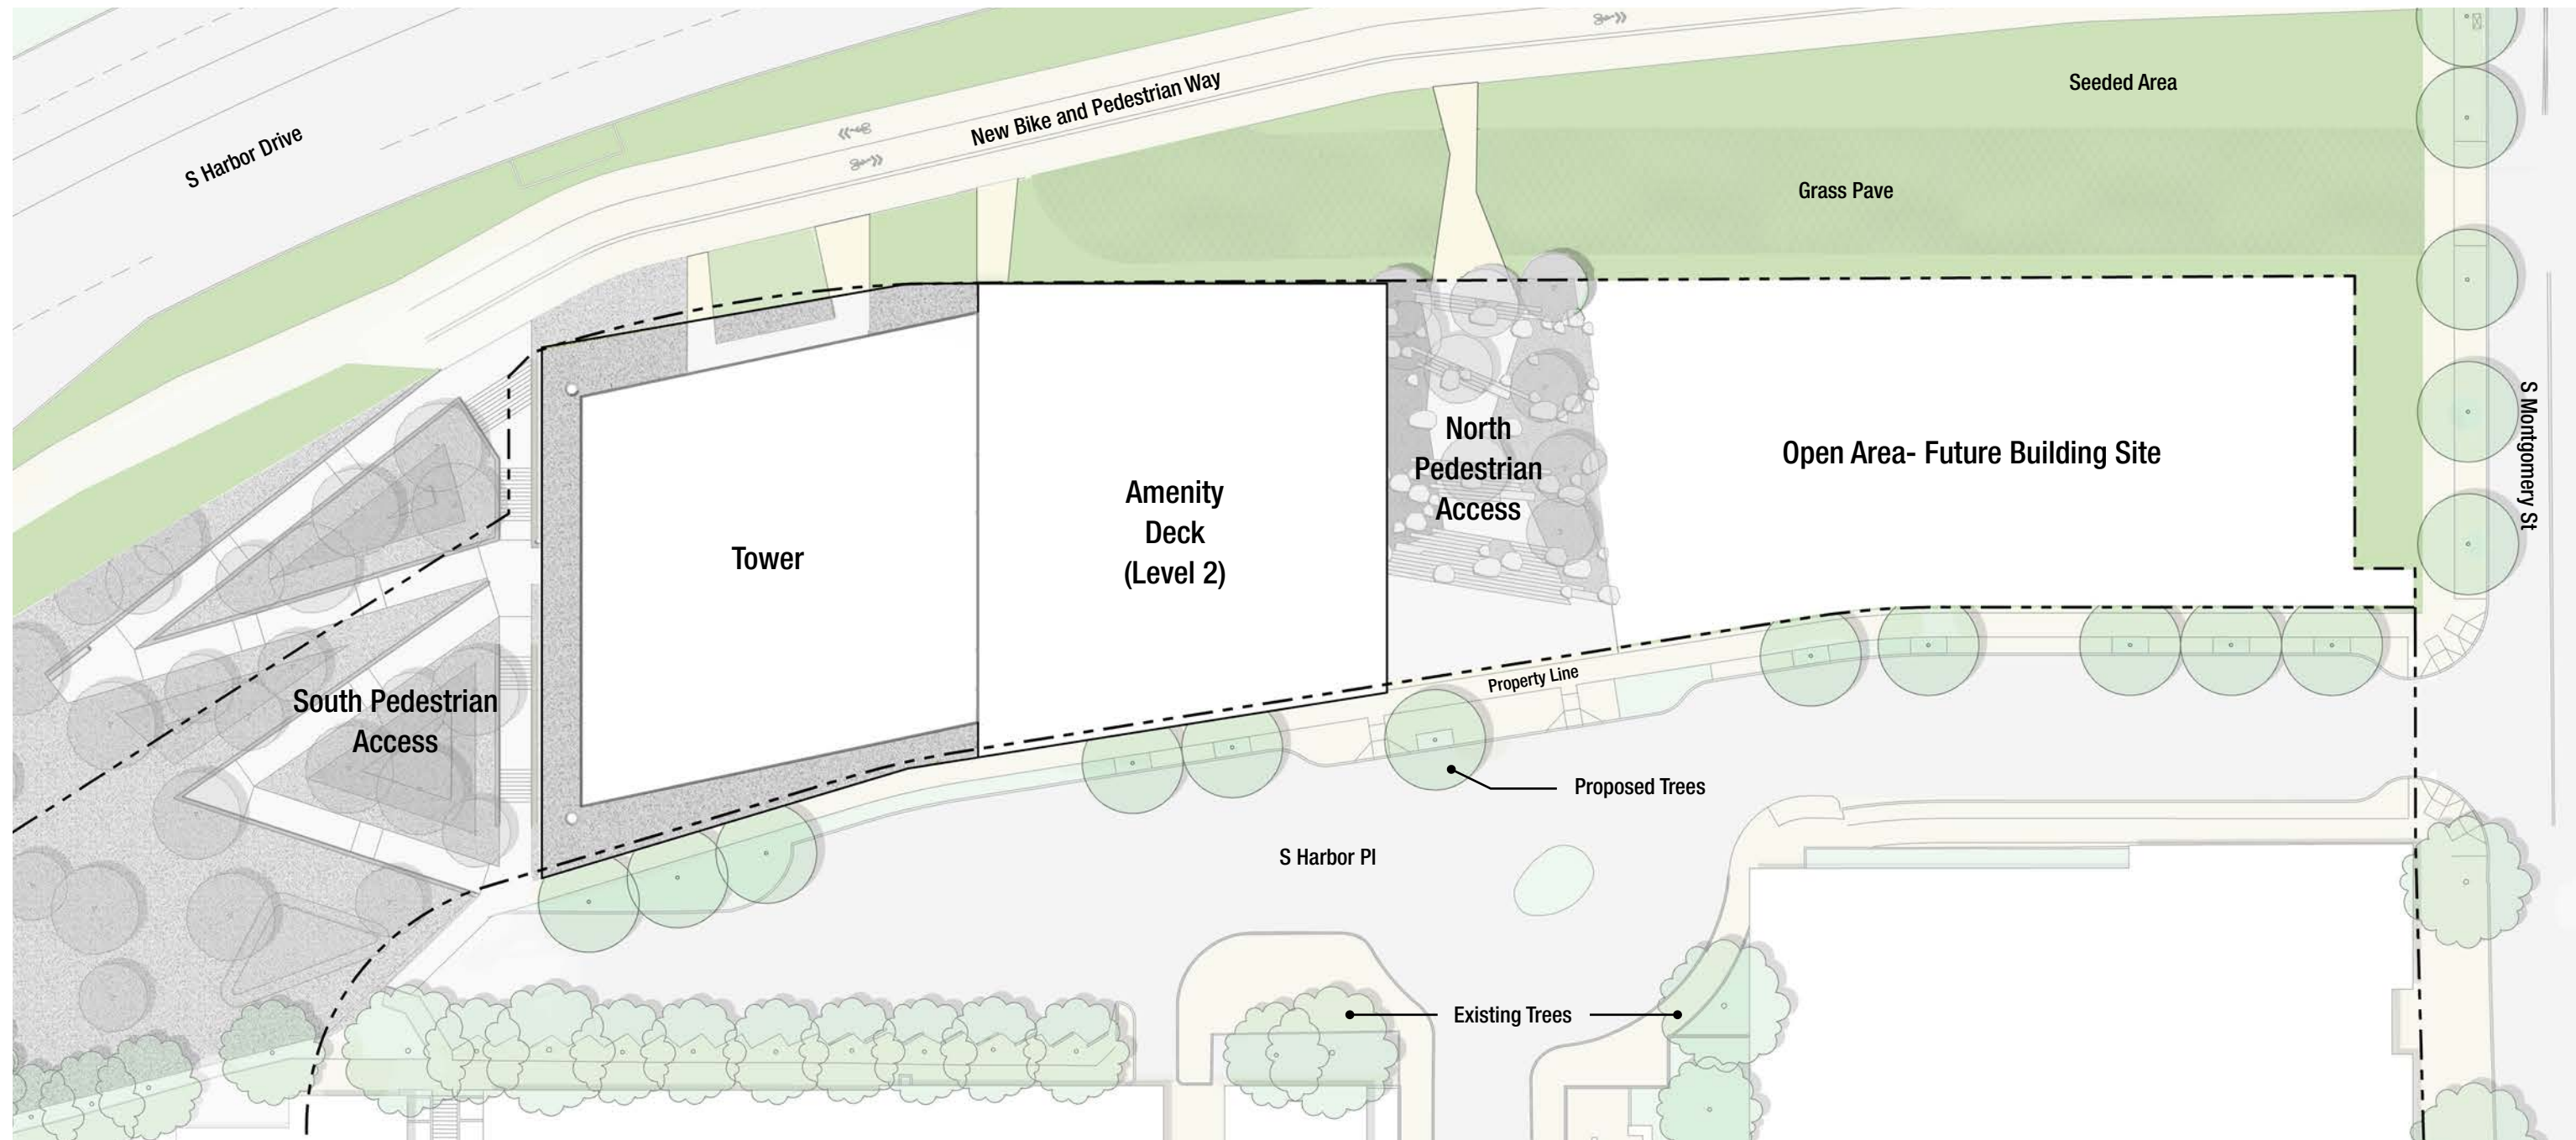 S Harbor Drive
New Bike and Pedestrian Way
Seeded Area
Grass Pave
S Montgomery St
North
Pedestrian
Access
Open Area- Future Building Site
Amenity
Deck
(Level 2)
Tower
South Pedestrian
Access
Property Line
Proposed Trees
S Harbor Pl
Existing Trees